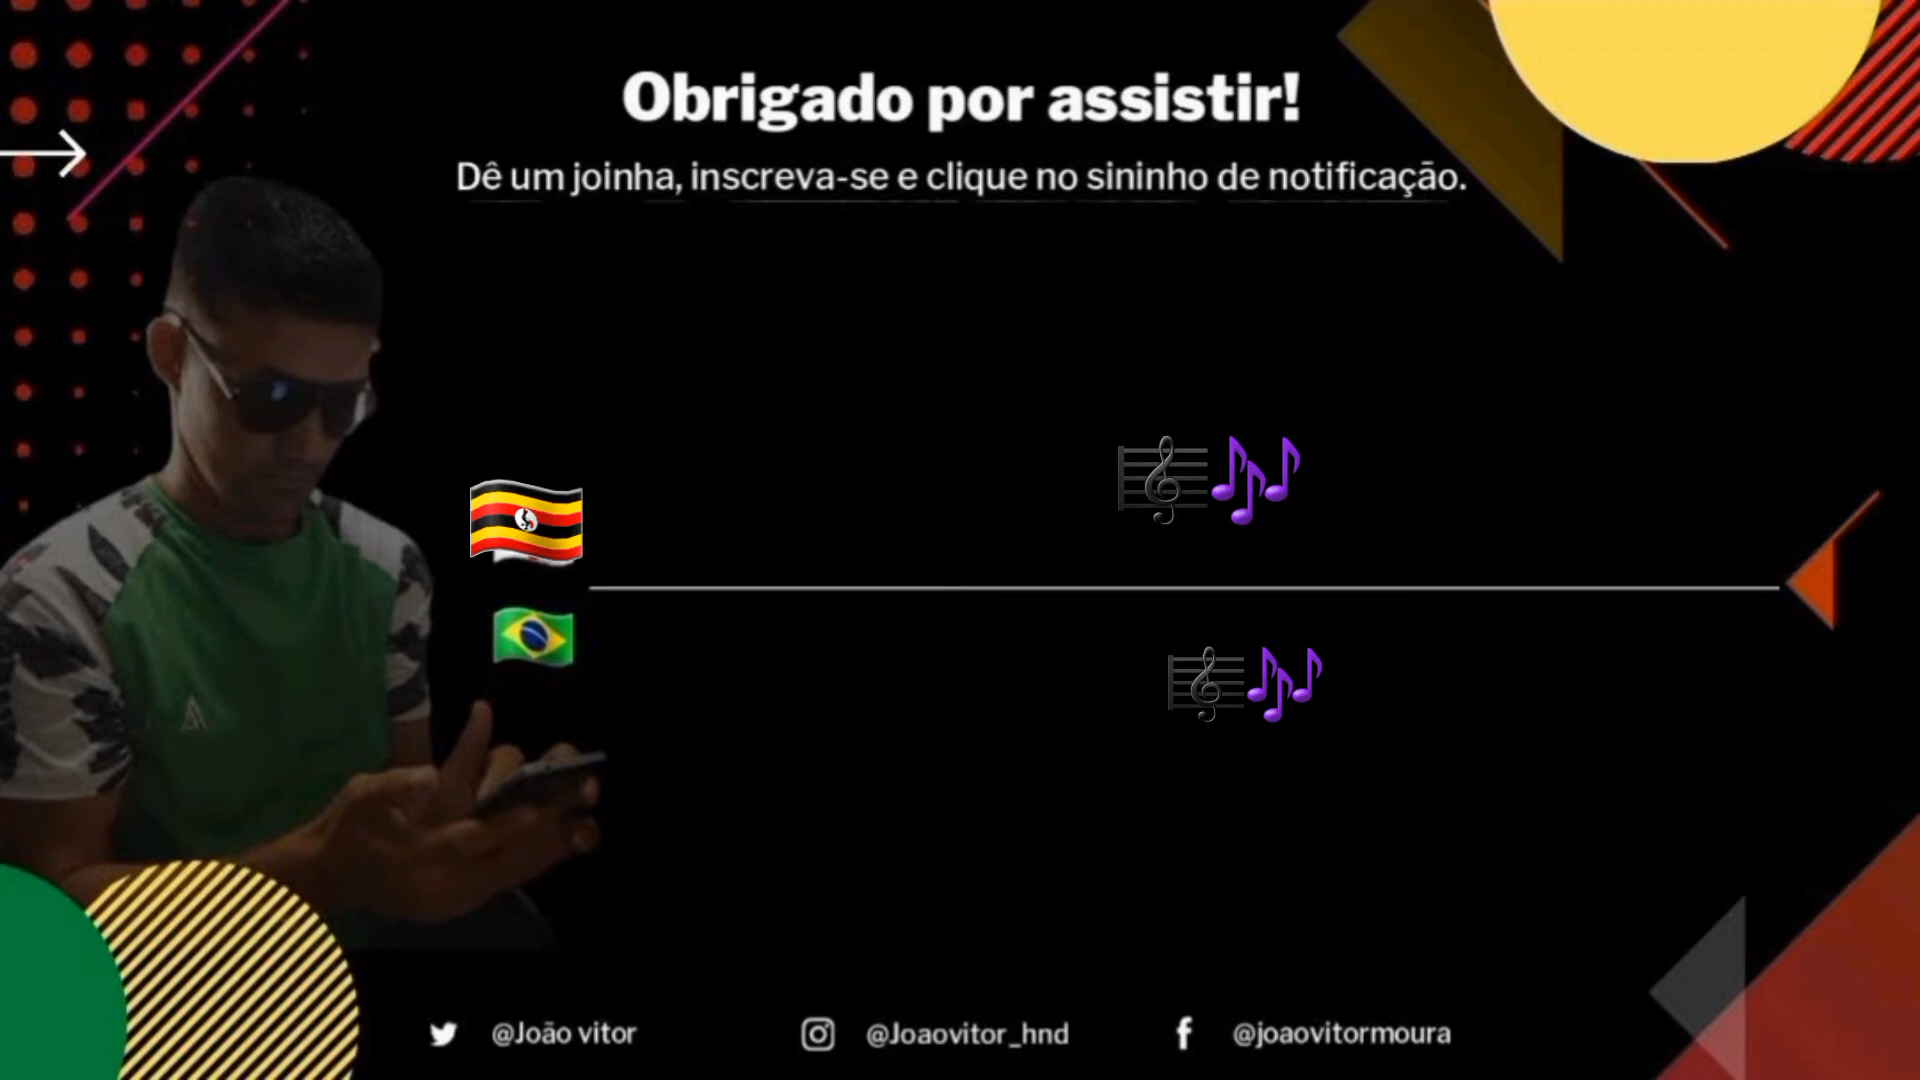 Obrigado por assistir!
Dê um joinha, inscreva-se e clique no sininho de notificação.
@João vitor
@Joaovitor_hnd
@joaovitormoura